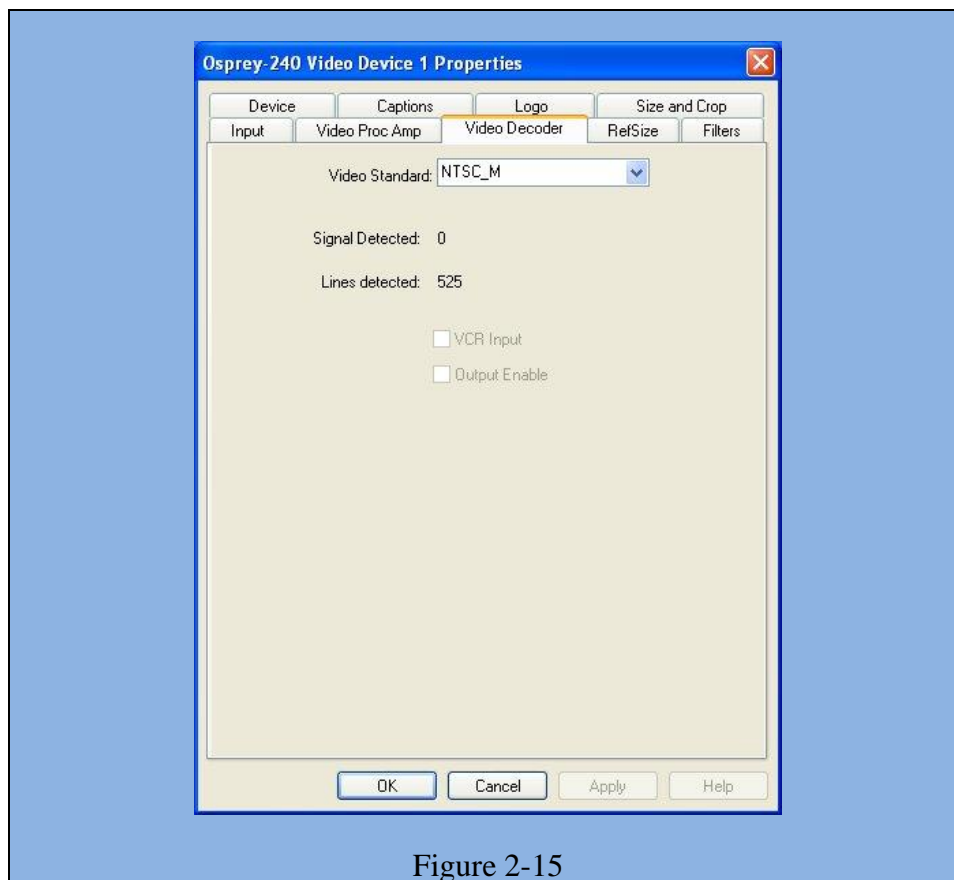 Osprey-240 Video Device 1 Properties
Device Captions Logo Size and Crop
Input Video Proc Amp Video Decoder RefSize Filters
Video Standard: NTSC_M
Signal Detected: 0
Lines detected: 525
VCR Input
Output Enable
OK Cancel Apply Help
Figure 2-15